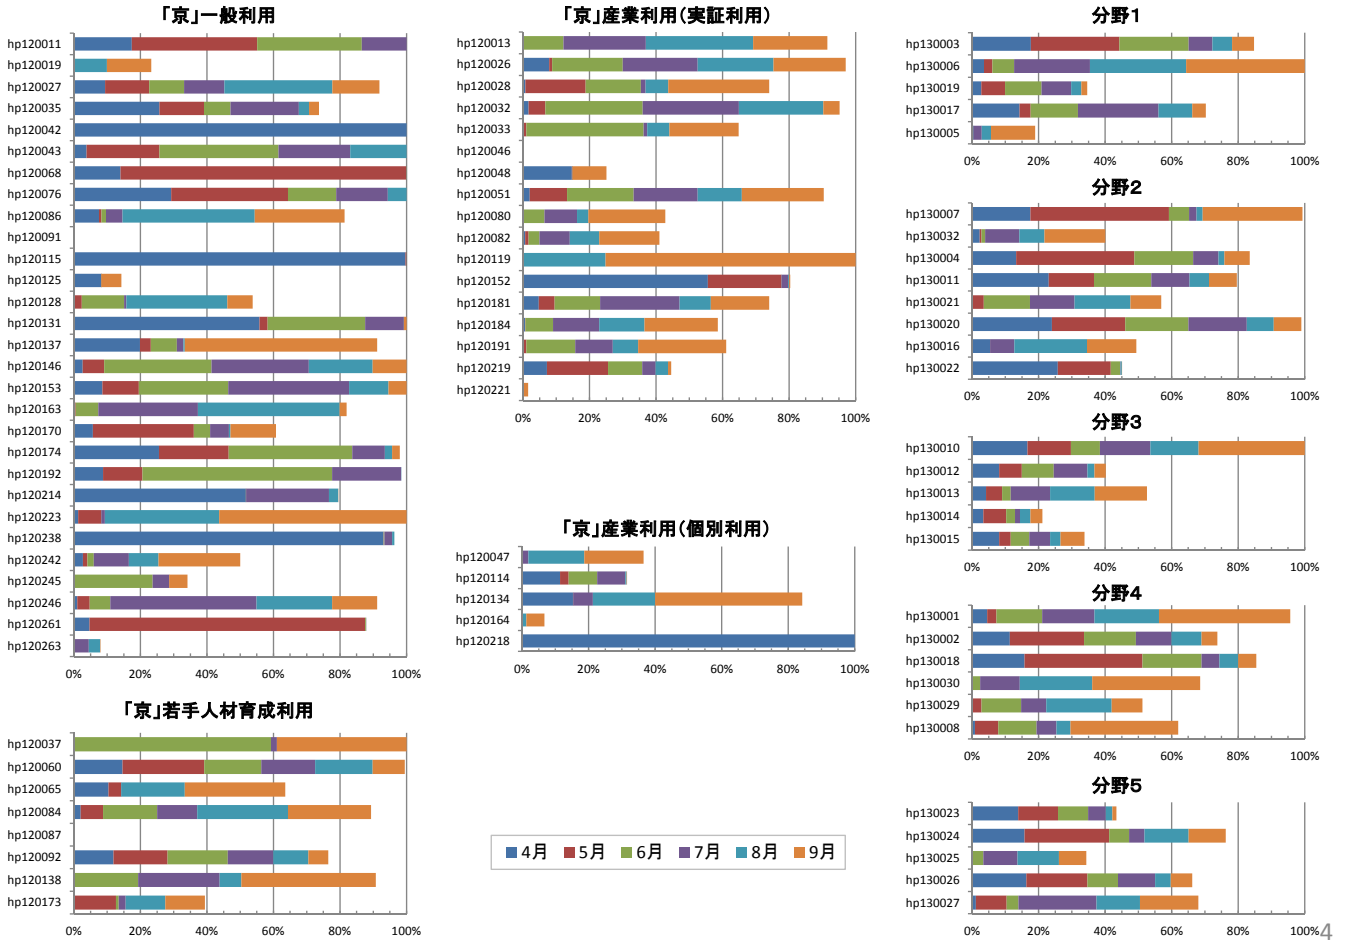 「京」一般利用
hp120011
hp120019
hp120027
hp120035
hp120042
hp120043
hp120068
hp120076
hp120086
hp120091
hp120115
hp120125
hp120128
hp120131
hp120137
hp120146
hp120153
hp120163
hp120170
hp120174
hp120192
hp120214
hp120223
hp120238
hp120242
hp120245
hp120246
hp120261
hp120263
0% 20% 40% 60% 80% 100%
「京」若手人材育成利用
hp120037
hp120060
hp120065
hp120084
hp120087
hp120092
hp120138
hp120173
0% 20% 40% 60% 80% 100%
「京」産業利用(実証利用)
hp120013
hp120026
hp120028
hp120032
hp120033
hp120046
hp120048
hp120051
hp120080
hp120082
hp120119
hp120152
hp120181
hp120184
hp120191
hp120219
hp120221
0% 20% 40% 60% 80% 100%
「京」産業利用(個別利用)
hp120047
hp120114
hp120134
hp120164
hp120218
0% 20% 40% 60% 80% 100%
4月 5月 6月 7月 8月 9月
分野1
hp130003
hp130006
hp130019
hp130017
hp130005
0% 20% 40% 60% 80% 100%
分野2
hp130007
hp130032
hp130004
hp130011
hp130021
hp130020
hp130016
hp130022
0% 20% 40% 60% 80% 100%
分野3
hp130010
hp130012
hp130013
hp130014
hp130015
0% 20% 40% 60% 80% 100%
分野4
hp130001
hp130002
hp130018
hp130030
hp130029
hp130008
0% 20% 40% 60% 80% 100%
分野5
hp130023
hp130024
hp130025
hp130026
hp130027
0% 20% 40% 60% 80% 100%
4